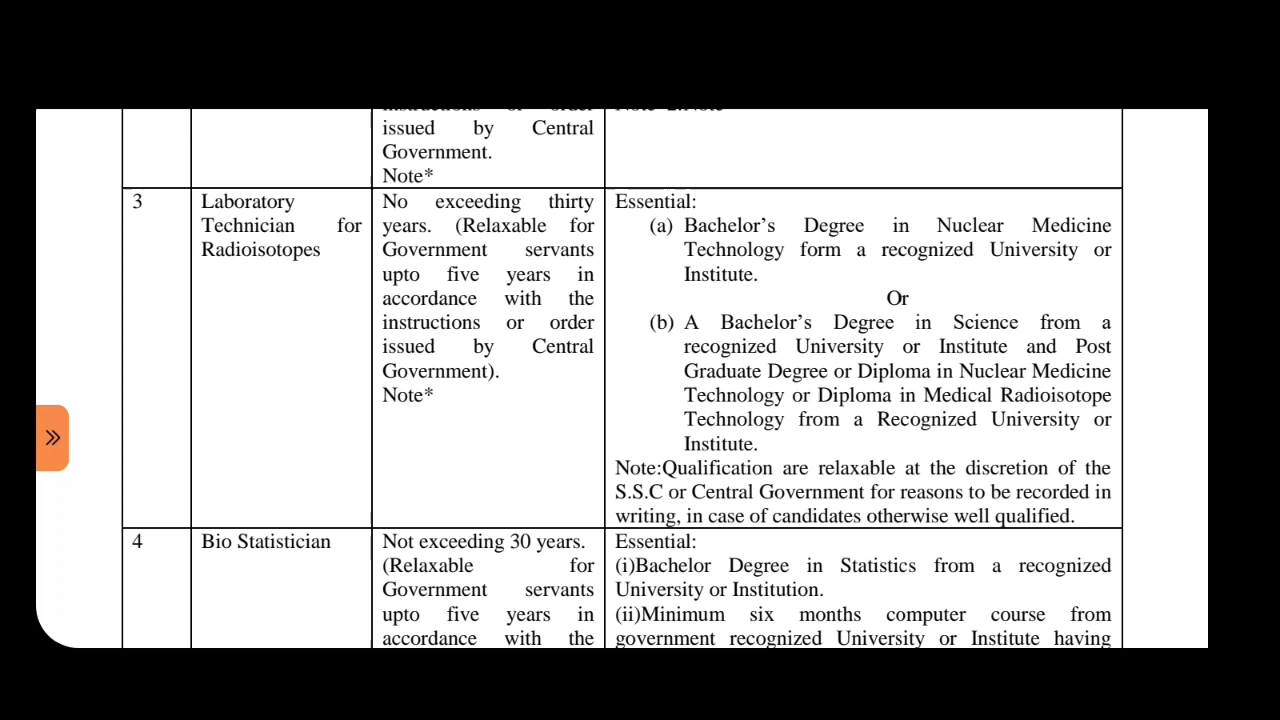 issued by Central
Government.
Note*
3
Laboratory
Technician for
Radioisotopes
No exceeding thirty
years. (Relaxable for
Government servants
upto five years in
accordance with the
instructions or order
issued by Central
Government).
Note*
Essential:
(a) Bachelor’s Degree in Nuclear Medicine
Technology form a recognized University or
Institute.
Or
(b) A Bachelor’s Degree in Science from a
recognized University or Institute and Post
Graduate Degree or Diploma in Nuclear Medicine
Technology or Diploma in Medical Radioisotope
Technology from a Recognized University or
Institute.
Note:Qualification are relaxable at the discretion of the
S.S.C or Central Government for reasons to be recorded in
writing, in case of candidates otherwise well qualified.
4
Bio Statistician
Not exceeding 30 years.
(Relaxable for
Government servants
upto five years in
accordance with the
Essential:
(i)Bachelor Degree in Statistics from a recognized
University or Institution.
(ii)Minimum six months computer course from
government recognized University or Institute having